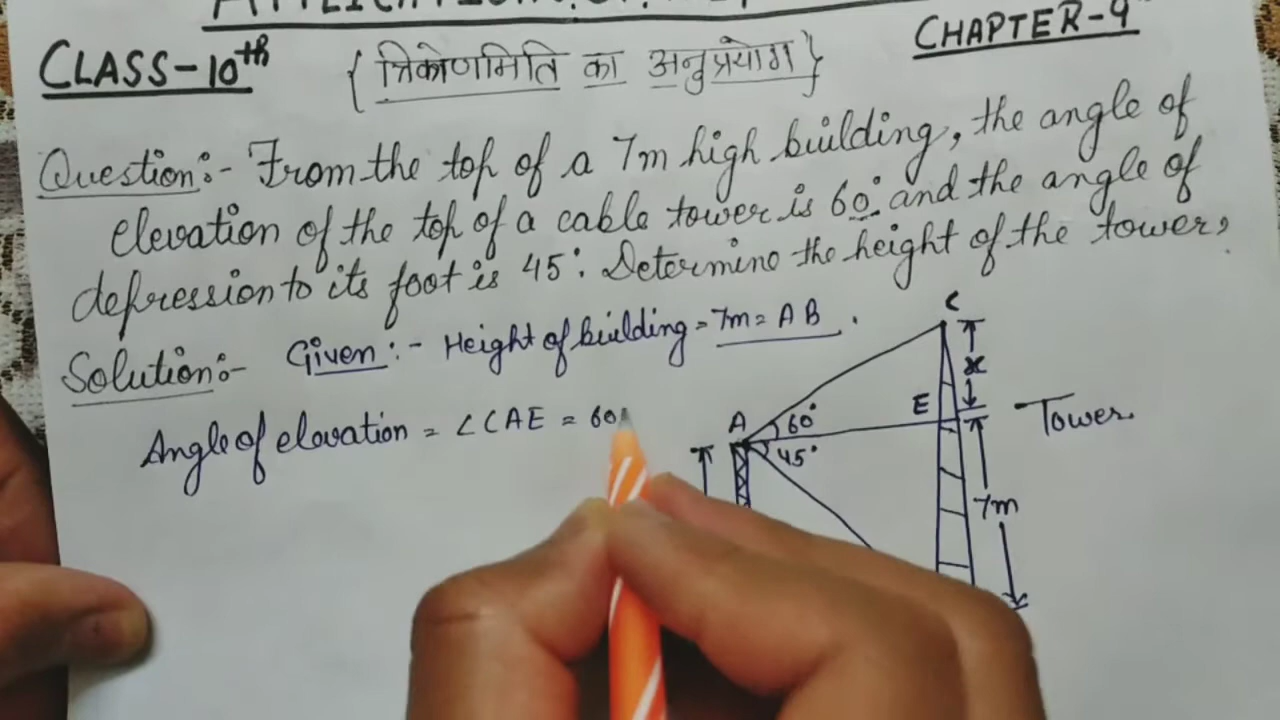 CLASS-10th
{त्रिकोणमिति का अनुप्रयोग}
CHAPTER-9
Question:- From the top of a 7m high building, the angle of
elevation of the top of a cable tower is 60° and the angle of
depression to its foot is 45°. Determine the height of the tower.
Solution:- Given:- Height of building = 7m = AB.
Angle of elevation = ∠CAE = 60
C
x
E
A
60°
45°
Tower
7m